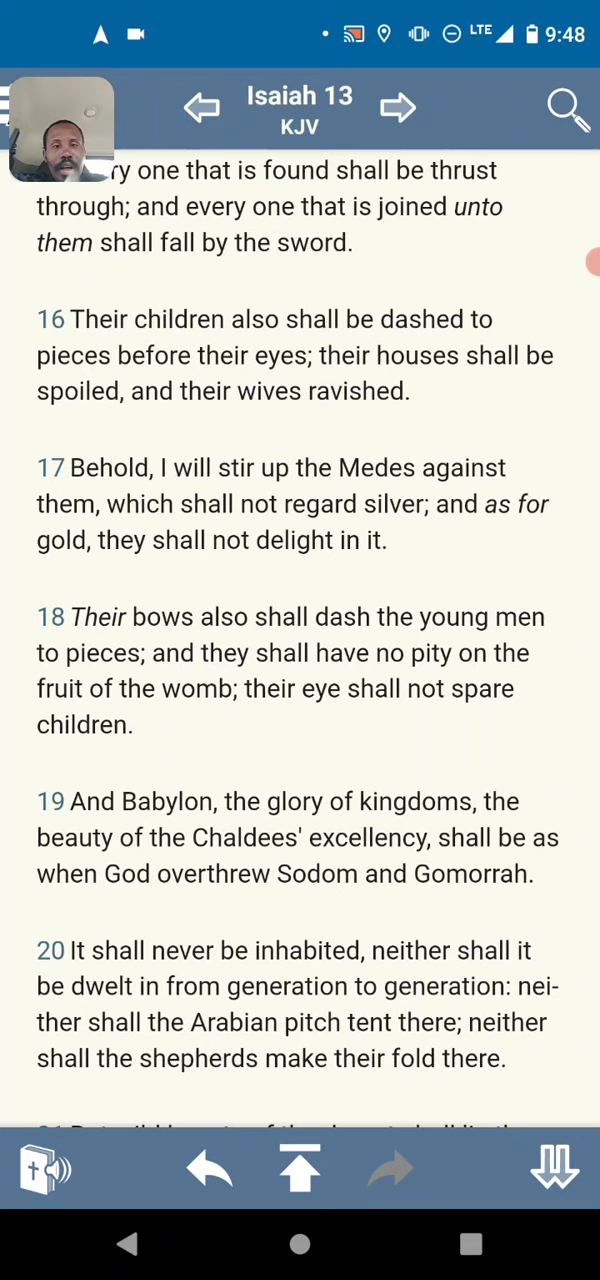 LTE 9:48
Isaiah 13
KJV
ry one that is found shall be thrust
through; and every one that is joined unto
them shall fall by the sword.
16 Their children also shall be dashed to
pieces before their eyes; their houses shall be
spoiled, and their wives ravished.
17 Behold, I will stir up the Medes against
them, which shall not regard silver; and as for
gold, they shall not delight in it.
18 Their bows also shall dash the young men
to pieces; and they shall have no pity on the
fruit of the womb; their eye shall not spare
children.
19 And Babylon, the glory of kingdoms, the
beauty of the Chaldees' excellency, shall be as
when God overthrew Sodom and Gomorrah.
20 It shall never be inhabited, neither shall it
be dwelt in from generation to generation: nei-
ther shall the Arabian pitch tent there; neither
shall the shepherds make their fold there.